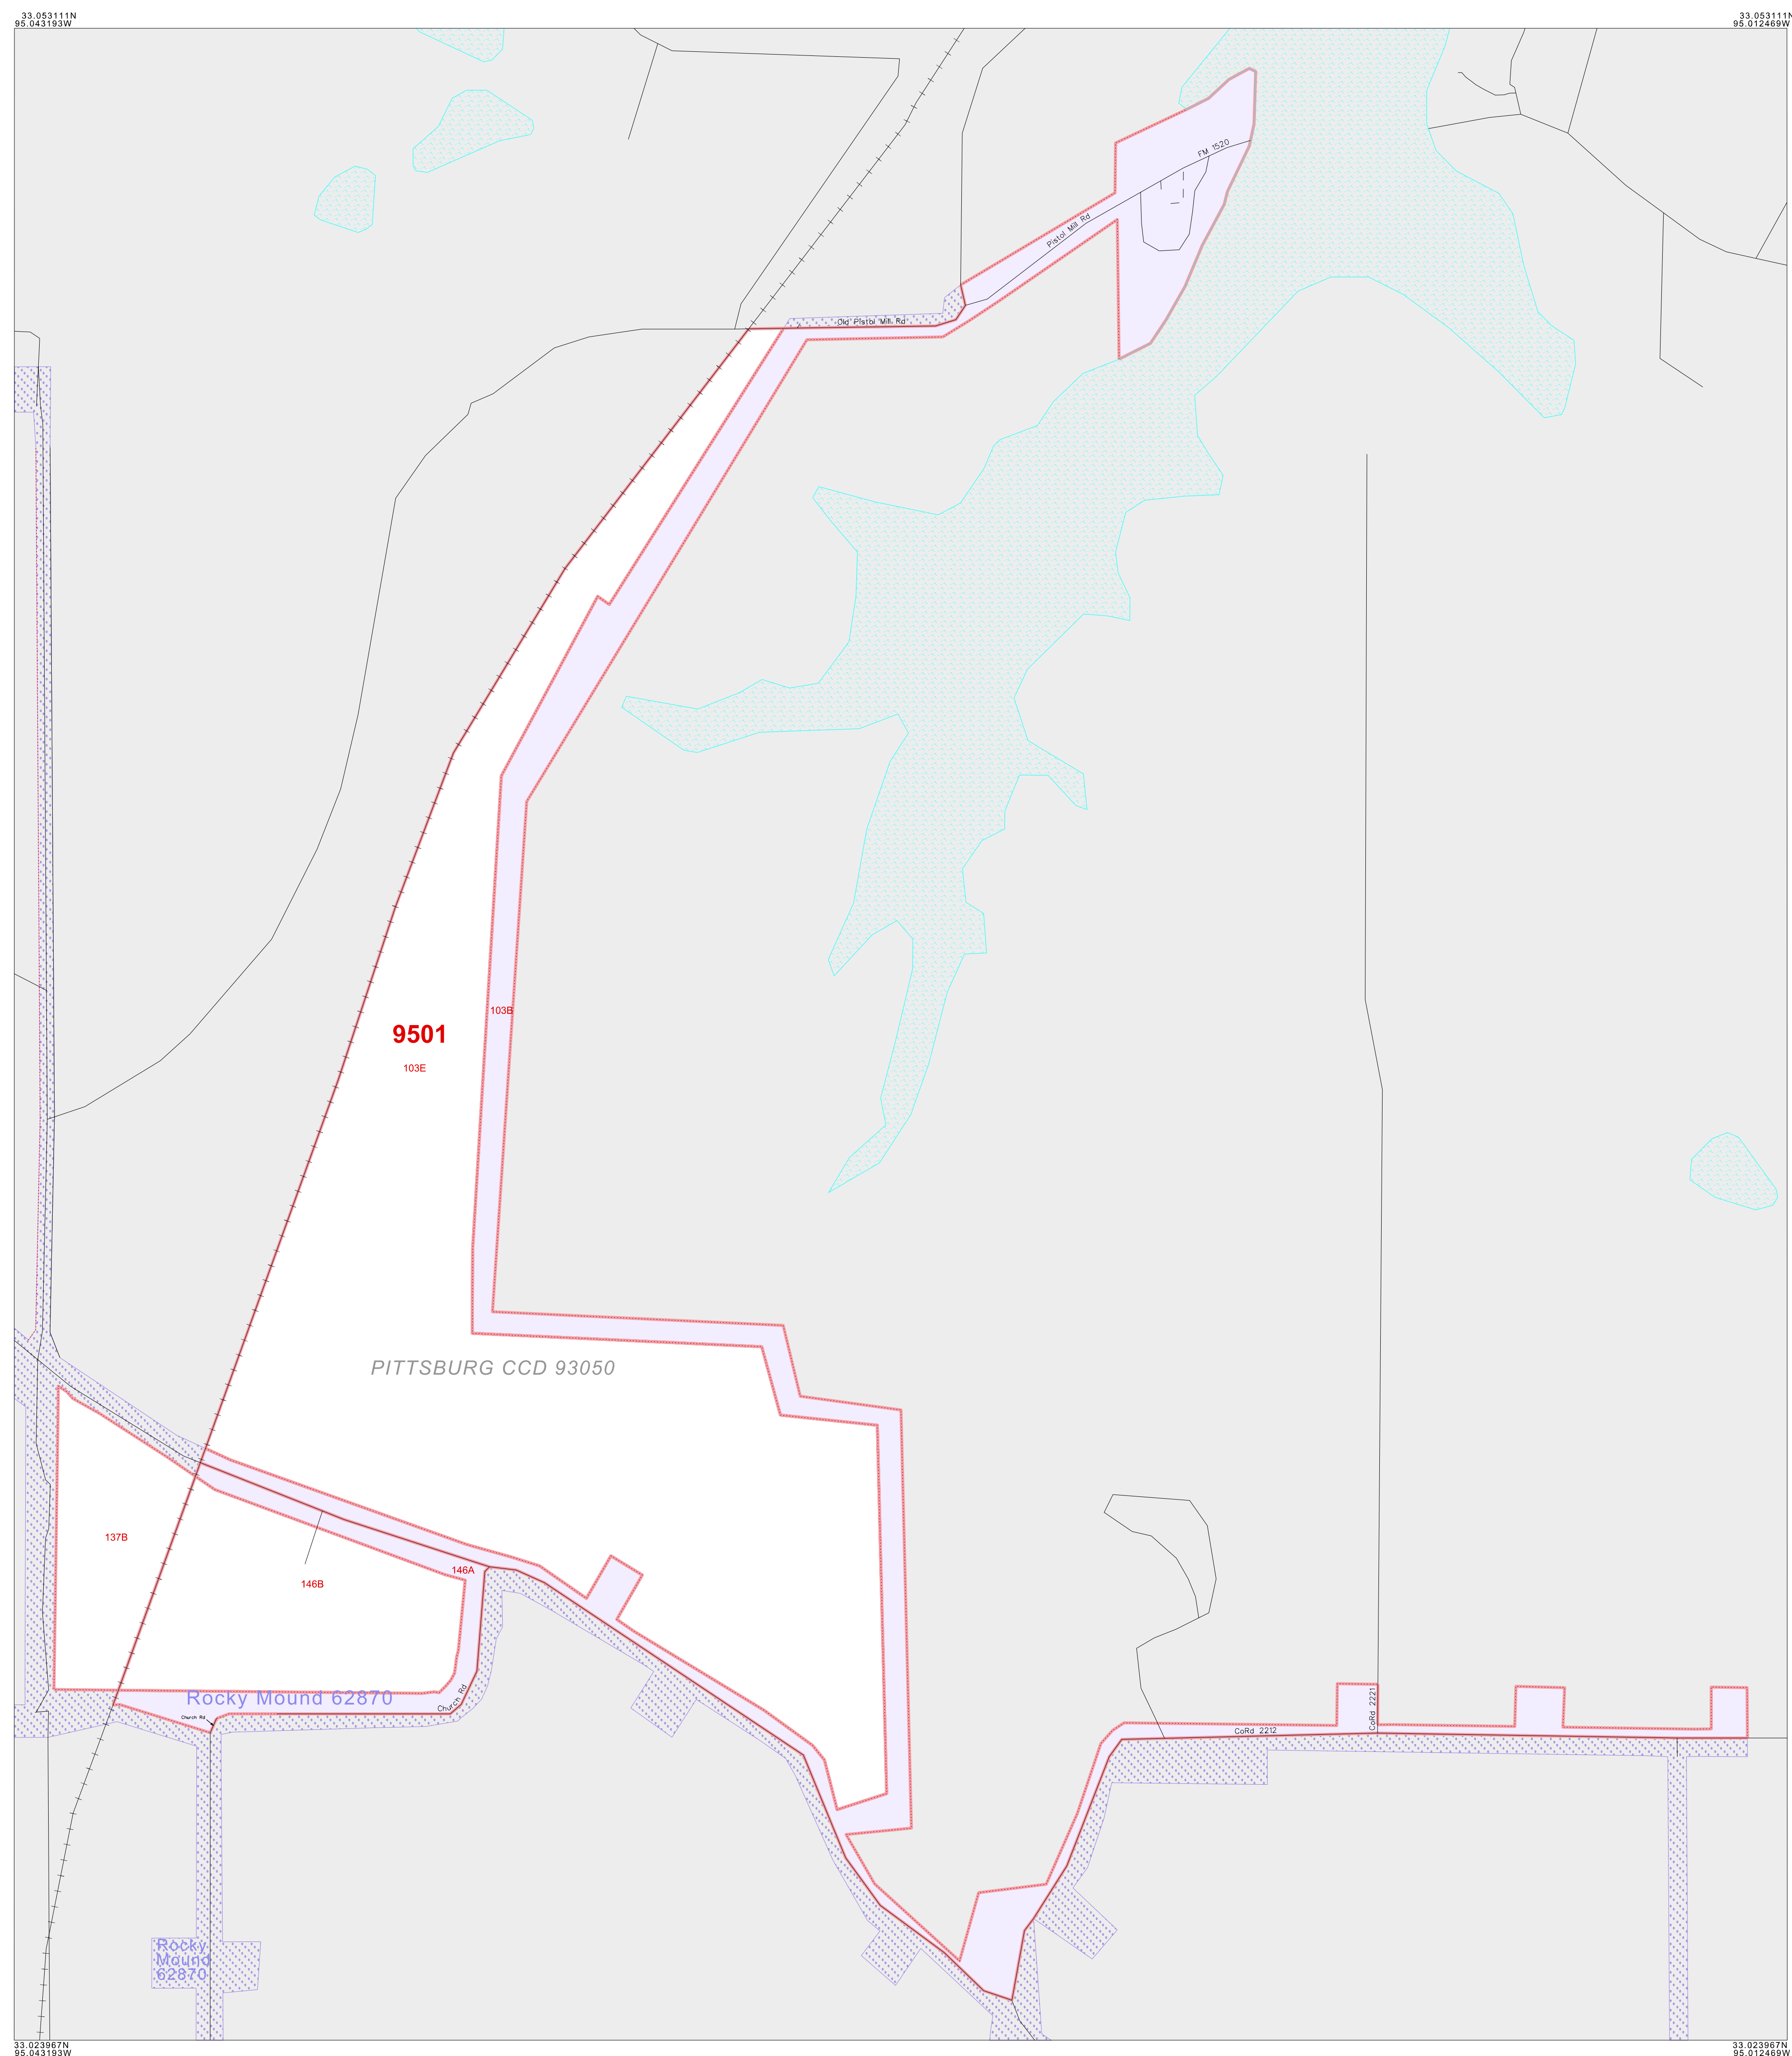 33.053111N
95.043193W
33.053111N
95.012469W
FM 1520
Pistol Mill Rd
Old Pistol Mill Rd
103B
9501
103E
PITTSBURG CCD 93050
137B
146A
146B
Rocky Mound 62870
Church Rd
Church Rd
CoRd 2221
CoRd 2212
Rocky
Mound
62870
33.023967N
95.043193W
33.023967N
95.012469W